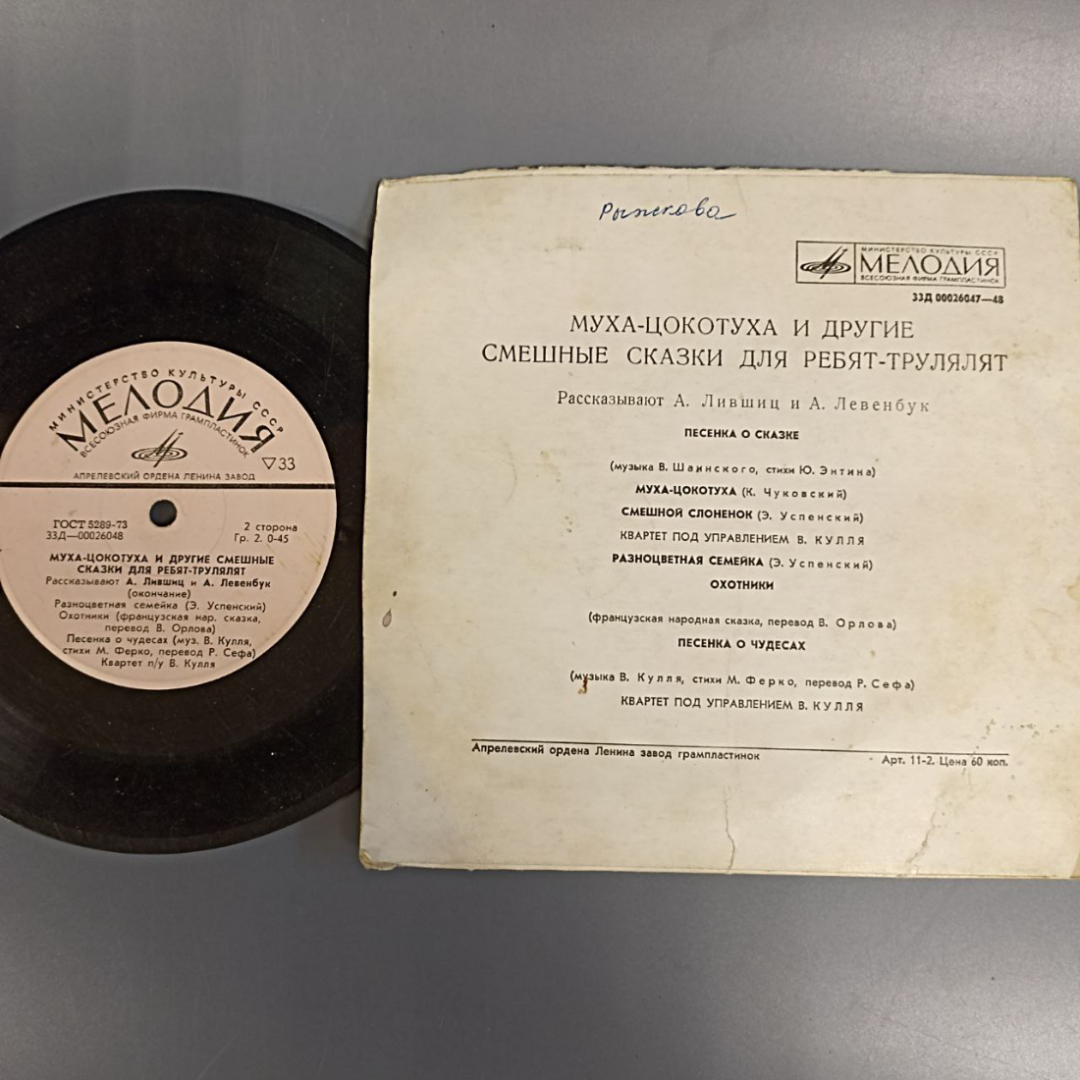 МИНИСТЕРСТВО КУЛЬТУРЫ СССР
МЕЛОДИЯ
ВСЕСОЮЗНАЯ ФИРМА ГРАМПЛАСТИНОК
▽33
АПРЕЛЕВСКИЙ ОРДЕНА ЛЕНИНА ЗАВОД
ГОСТ 5289-73
33Д—00026048
2 сторона
Гр. 2. 0-45
МУХА-ЦОКОТУХА И ДРУГИЕ СМЕШНЫЕ
СКАЗКИ ДЛЯ РЕБЯТ-ТРУЛЯЛЯТ
Рассказывают А. Лившиц и А. Левенбук
(окончание)
Разноцветная семейка (Э. Успенский)
Охотники (французская нар. сказка,
перевод В. Орлова)
Песенка о чудесах (муз. В. Кулля,
стихи М. Ферко, перевод Р. Сефа)
Квартет п/у В. Кулля
Рыжкова
МИНИСТЕРСТВО КУЛЬТУРЫ СССР
МЕЛОДИЯ
ВСЕСОЮЗНАЯ ФИРМА ГРАМПЛАСТИНОК
33Д 00026047—48
МУХА-ЦОКОТУХА И ДРУГИЕ
СМЕШНЫЕ СКАЗКИ ДЛЯ РЕБЯТ-ТРУЛЯЛЯТ
Рассказывают А. Лившиц и А. Левенбук
ПЕСЕНКА О СКАЗКЕ
(музыка В. Шаинского, стихи Ю. Энтина)
МУХА-ЦОКОТУХА (К. Чуковский)
СМЕШНОЙ СЛОНЕНОК (Э. Успенский)
КВАРТЕТ ПОД УПРАВЛЕНИЕМ В. КУЛЛЯ
РАЗНОЦВЕТНАЯ СЕМЕЙКА (Э. Успенский)
ОХОТНИКИ
(французская народная сказка, перевод В. Орлова)
ПЕСЕНКА О ЧУДЕСАХ
(музыка В. Кулля, стихи М. Ферко, перевод Р. Сефа)
КВАРТЕТ ПОД УПРАВЛЕНИЕМ В. КУЛЛЯ
Апрелевский ордена Ленина завод грампластинок
Арт. 11-2. Цена 60 коп.